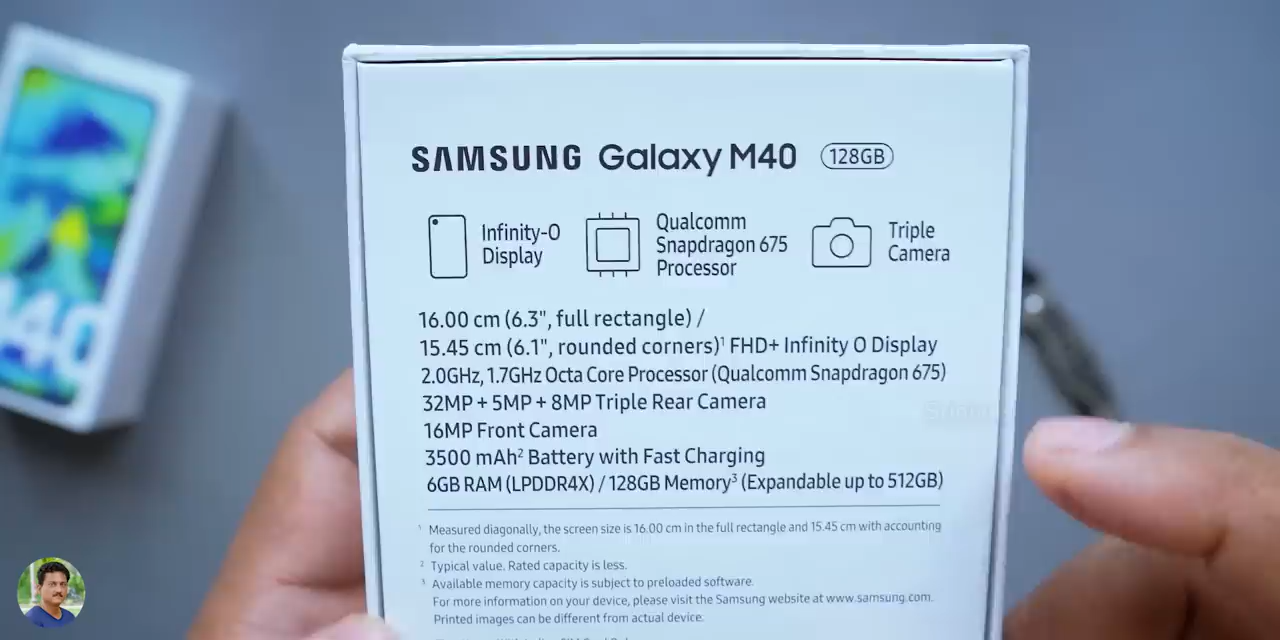 SAMSUNG Galaxy M40 128GB
Infinity-O
Display
Qualcomm
Snapdragon 675
Processor
Triple
Camera
16.00 cm (6.3", full rectangle) /
15.45 cm (6.1", rounded corners)¹ FHD+ Infinity O Display
2.0GHz, 1.7GHz Octa Core Processor (Qualcomm Snapdragon 675)
32MP + 5MP + 8MP Triple Rear Camera
16MP Front Camera
3500 mAh² Battery with Fast Charging
6GB RAM (LPDDR4X) / 128GB Memory³ (Expandable up to 512GB)
¹ Measured diagonally, the screen size is 16.00 cm in the full rectangle and 15.45 cm with accounting
for the rounded corners.
² Typical value. Rated capacity is less.
³ Available memory capacity is subject to preloaded software.
For more information on your device, please visit the Samsung website at www.samsung.com.
Printed images can be different from actual device.
M40